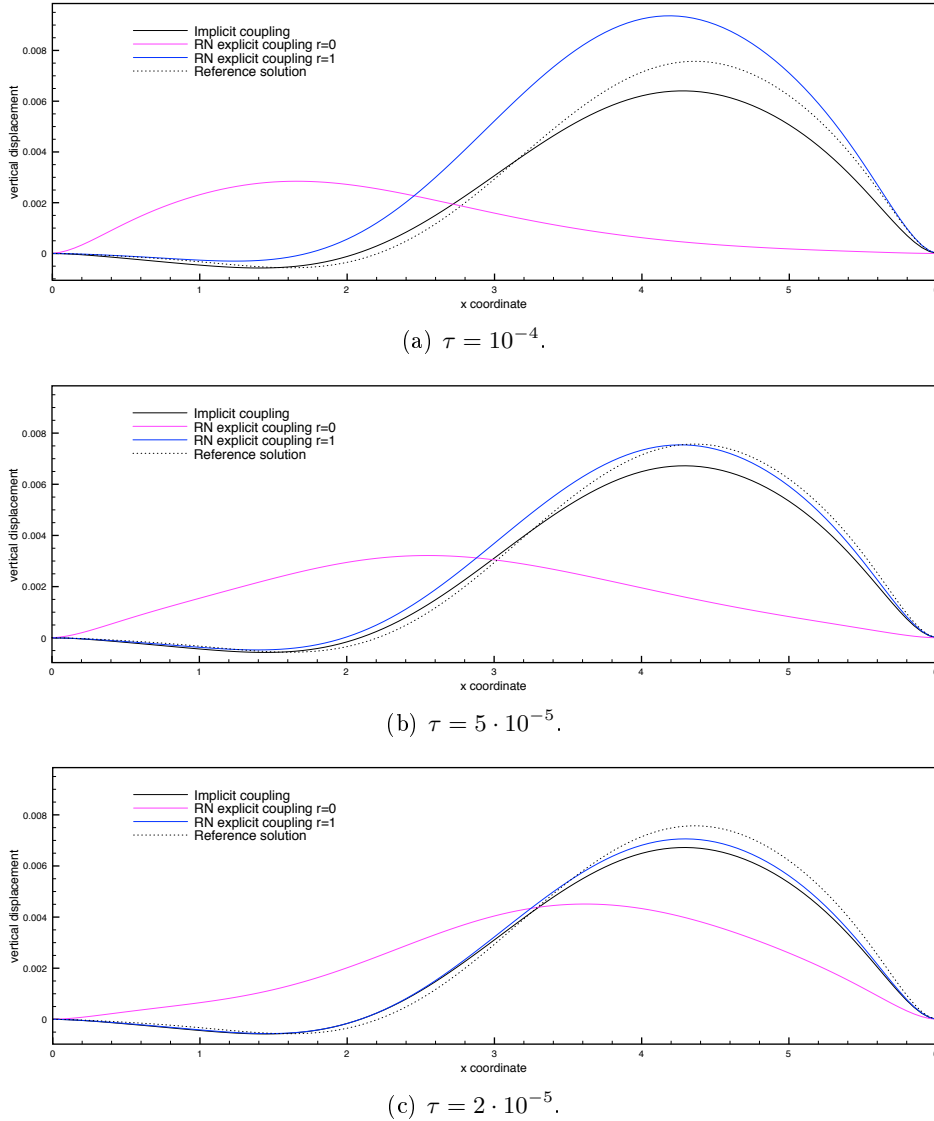 0.008
0.006
0.004
0.002
0
vertical displacement
Implicit coupling
RN explicit coupling r=0
RN explicit coupling r=1
Reference solution
0 1 2 3 4 5
x coordinate
(a) τ = 10⁻⁴.
0.008
0.006
0.004
0.002
0
vertical displacement
Implicit coupling
RN explicit coupling r=0
RN explicit coupling r=1
Reference solution
0 1 2 3 4 5
x coordinate
(b) τ = 5 · 10⁻⁵.
0.008
0.006
0.004
0.002
0
vertical displacement
Implicit coupling
RN explicit coupling r=0
RN explicit coupling r=1
Reference solution
0 1 2 3 4 5
x coordinate
(c) τ = 2 · 10⁻⁵.